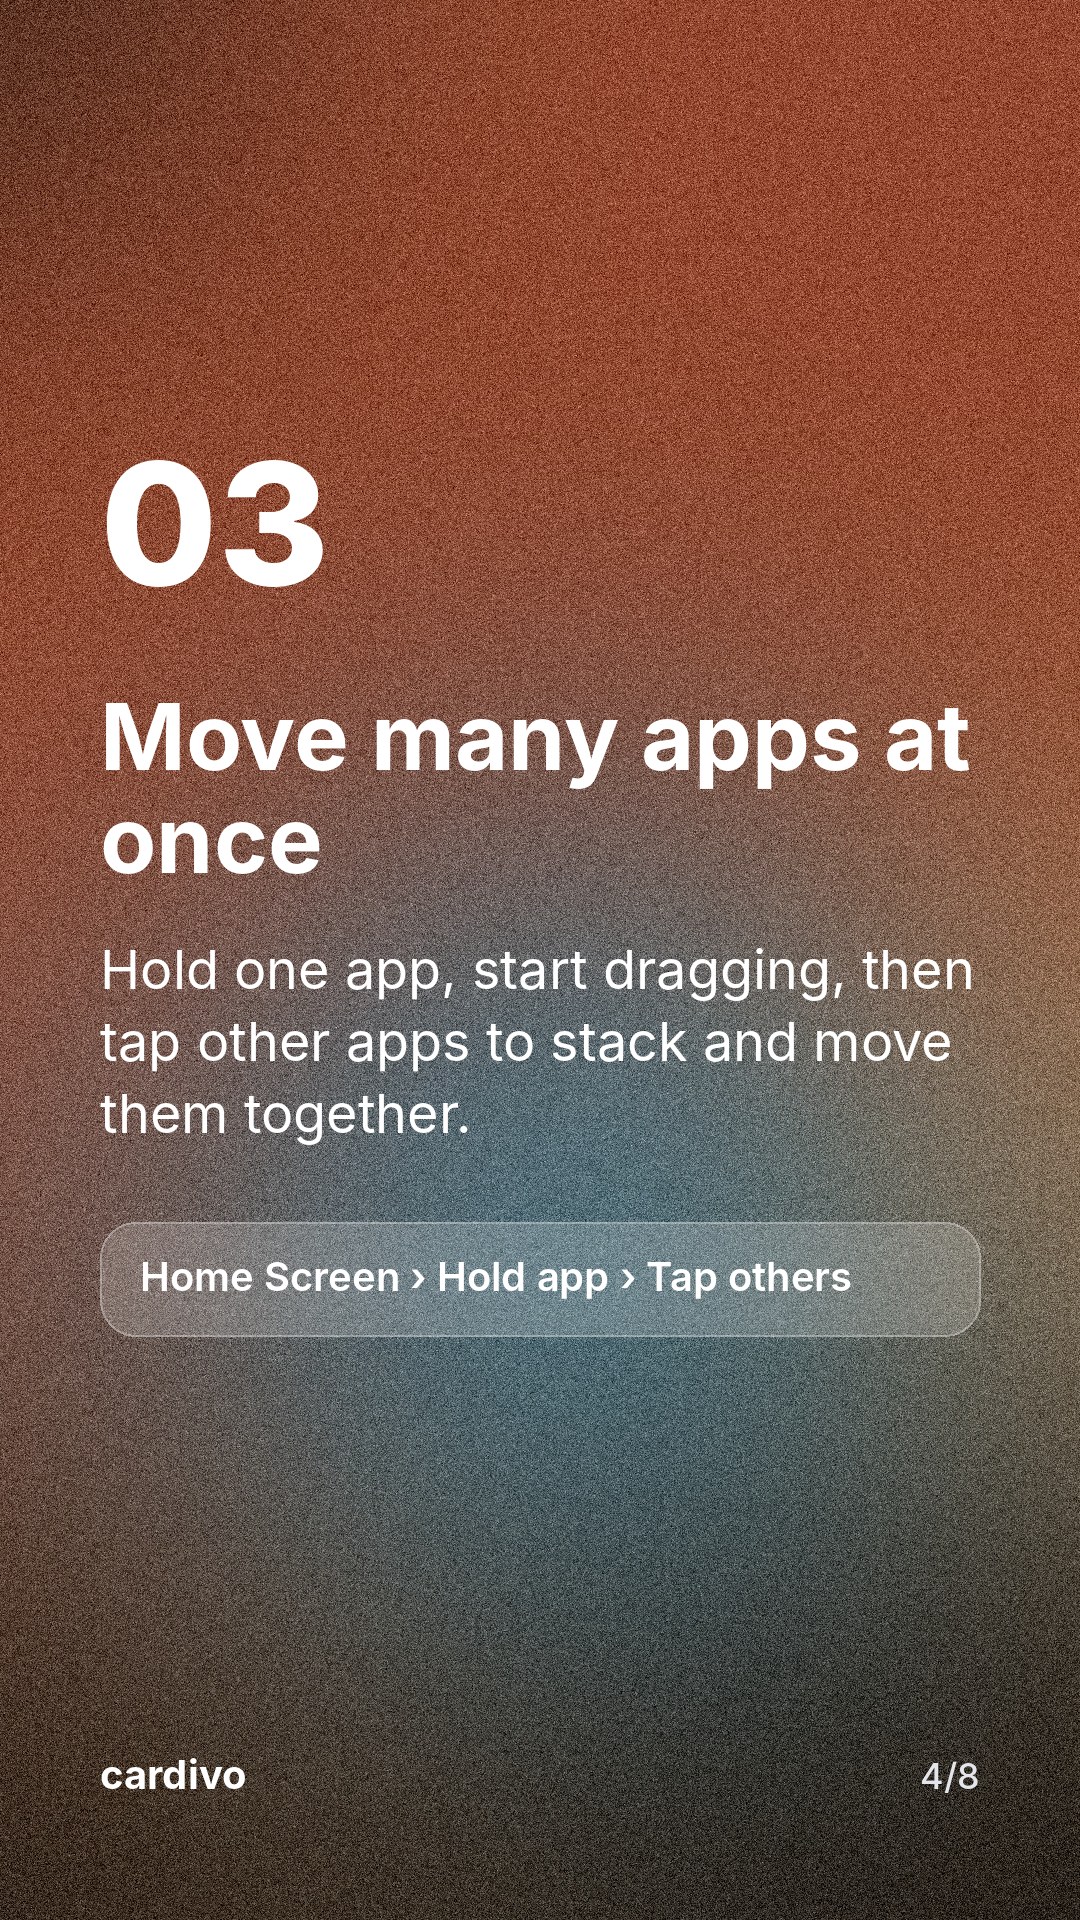 03
Move many apps at
once
Hold one app, start dragging, then
tap other apps to stack and move
them together.
Home Screen › Hold app › Tap others
cardivo
4/8